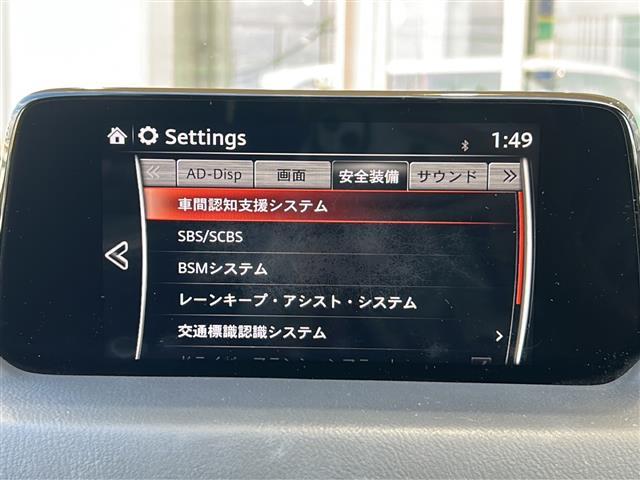 Settings 1:49
AD-Disp 画面 安全装備 サウンド
車間認知支援システム
SBS/SCBS
BSMシステム
レーンキープ・アシスト・システム
交通標識認識システム